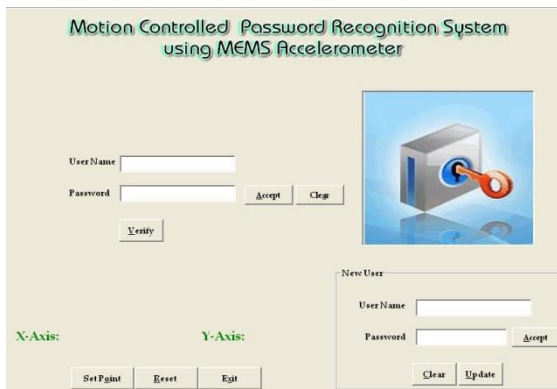 Motion Controlled Password Recognition System
using MEMS Accelerometer
User Name
Password
Accept
Clear
Verify
New User
User Name
Password
Accept
X-Axis:
Y-Axis:
Clear
Update
Set Point
Reset
Exit